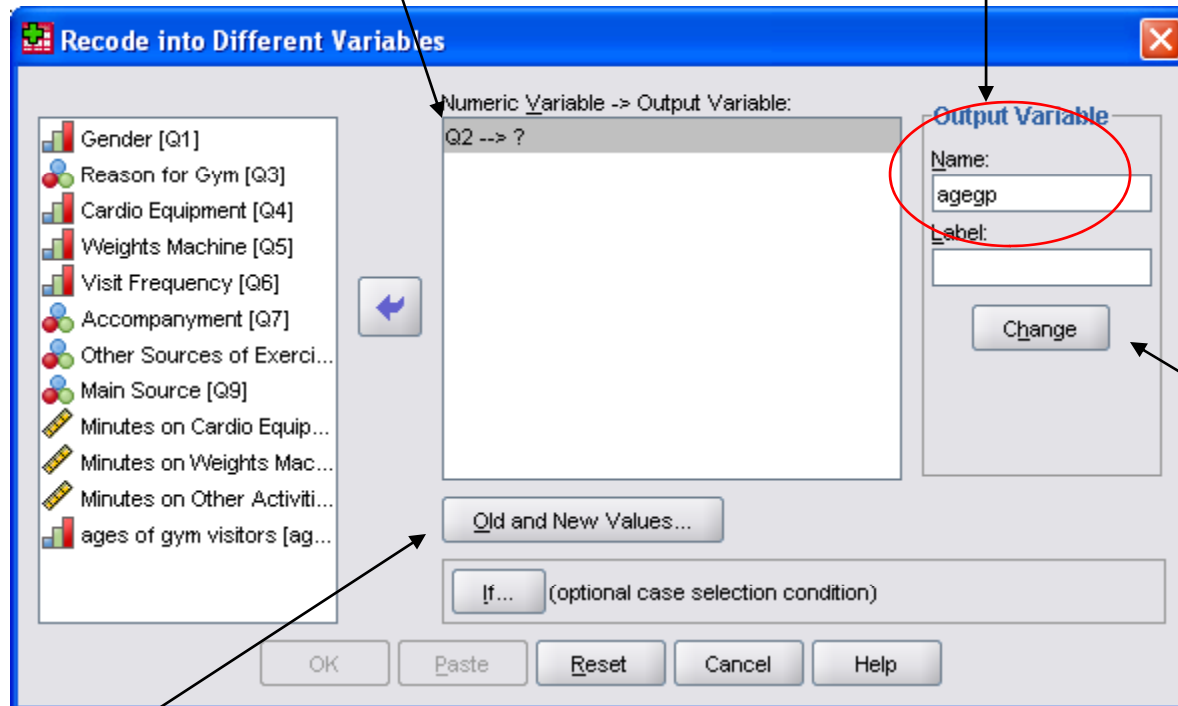 Recode into Different Variables
Numeric Variable -> Output Variable:
Q2 --> ?
Gender [Q1]
Reason for Gym [Q3]
Cardio Equipment [Q4]
Weights Machine [Q5]
Visit Frequency [Q6]
Accompanyment [Q7]
Other Sources of Exerci...
Main Source [Q9]
Minutes on Cardio Equip...
Minutes on Weights Mac...
Minutes on Other Activiti...
ages of gym visitors [ag...
Output Variable
Name:
agegp
Label:
Change
Old and New Values...
If... (optional case selection condition)
OK Paste Reset Cancel Help